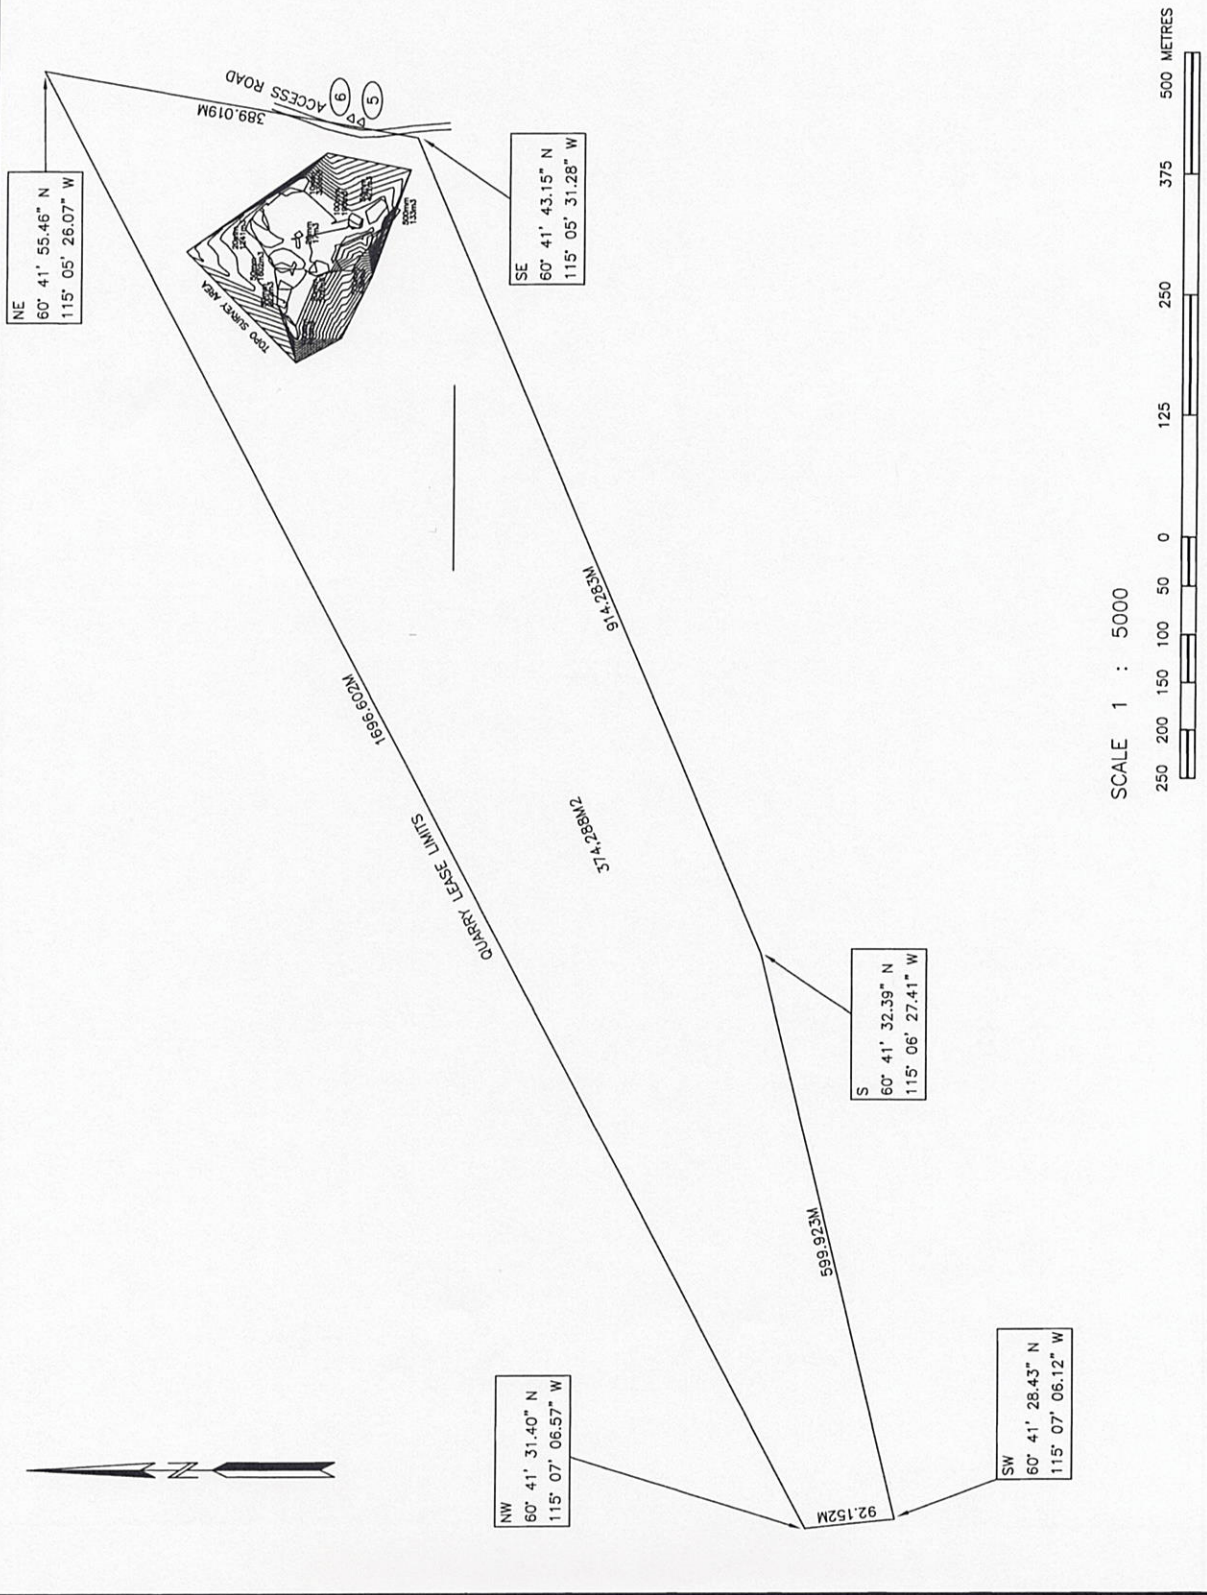 NE
60° 41' 55.46" N
115° 05' 26.07" W
ACCESS ROAD
389.019M
6
5
TOPO SURVEY AREA
500mm
133m3
SE
60° 41' 43.15" N
115° 05' 31.28" W
1696.602M
QUARRY LEASE LIMITS
914.283M
374,288M2
S
60° 41' 32.39" N
115° 06' 27.41" W
599.923M
NW
60° 41' 31.40" N
115° 07' 06.57" W
92.152M
SW
60° 41' 28.43" N
115° 07' 06.12" W
N
SCALE 1 : 5000
250 200 150 100 50 0 125 250 375 500 METRES